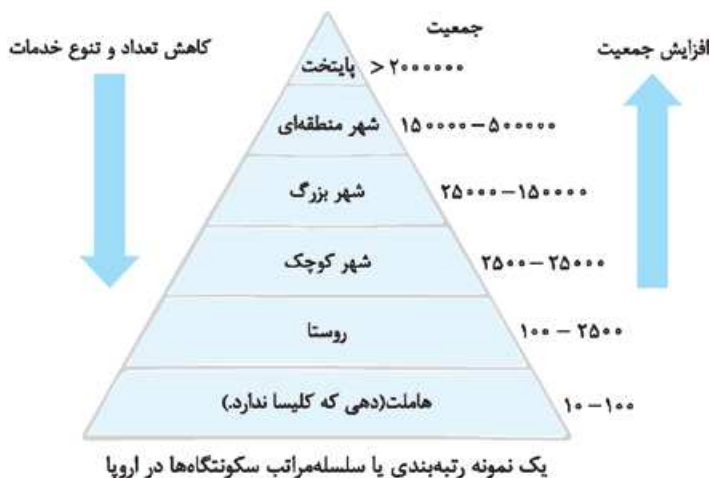 جمعیت
کاهش تعداد و تنوع خدمات
افزایش جمعیت
پایتخت > ۲۰۰۰۰۰۰
شهر منطقه‌ای ۱۵۰۰۰۰–۵۰۰۰۰۰
شهر بزرگ ۲۵۰۰۰–۱۵۰۰۰۰
شهر کوچک ۲۵۰۰–۲۵۰۰۰
روستا ۱۰۰–۲۵۰۰
هاملت(دهی که کلیسا ندارد.) ۱۰–۱۰۰
یک نمونه رتبه‌بندی یا سلسله‌مراتب سکونتگاه‌ها در اروپا